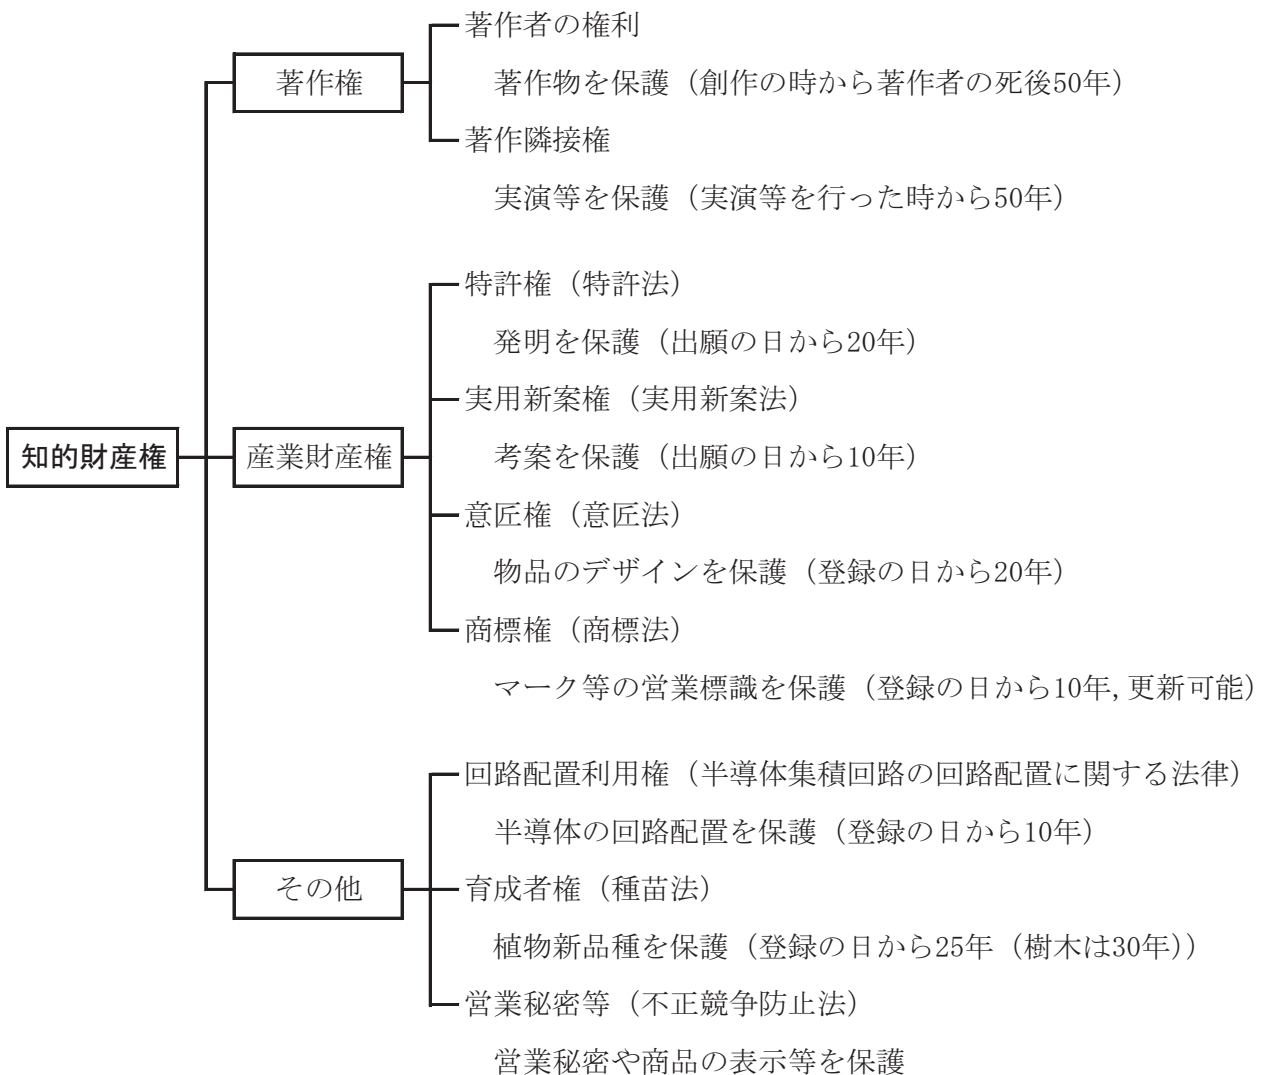 知的財産権
著作権
著作者の権利
著作物を保護（創作の時から著作者の死後50年）
著作隣接権
実演等を保護（実演等を行った時から50年）
産業財産権
特許権（特許法）
発明を保護（出願の日から20年）
実用新案権（実用新案法）
考案を保護（出願の日から10年）
意匠権（意匠法）
物品のデザインを保護（登録の日から20年）
商標権（商標法）
マーク等の営業標識を保護（登録の日から10年,更新可能）
その他
回路配置利用権（半導体集積回路の回路配置に関する法律）
半導体の回路配置を保護（登録の日から10年）
育成者権（種苗法）
植物新品種を保護（登録の日から25年（樹木は30年））
営業秘密等（不正競争防止法）
営業秘密や商品の表示等を保護